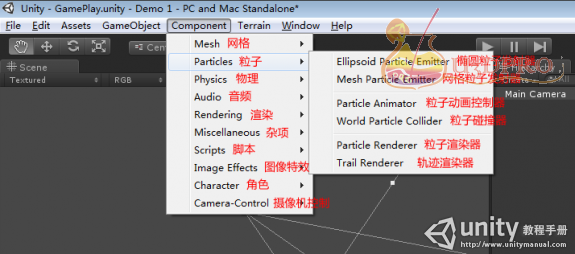 Unity - GamePlay.unity - Demo 1 - PC and Mac Standalone*
File Edit Assets GameObject Component Terrain Window Help
Cen
Scene
Textured RGB
Main Camera
Mesh 网格
Particles 粒子
Physics 物理
Audio 音频
Rendering 渲染
Miscellaneous 杂项
Scripts 脚本
Image Effects 图像特效
Character 角色
Camera-Control 摄像机控制
Ellipsoid Particle Emitter 椭圆粒子
Mesh Particle Emitter 网格粒子发
Particle Animator 粒子动画控制器
World Particle Collider 粒子碰撞器
Particle Renderer 粒子渲染器
Trail Renderer 轨迹渲染器
unity 教程手册
http://www.unitymanual.com